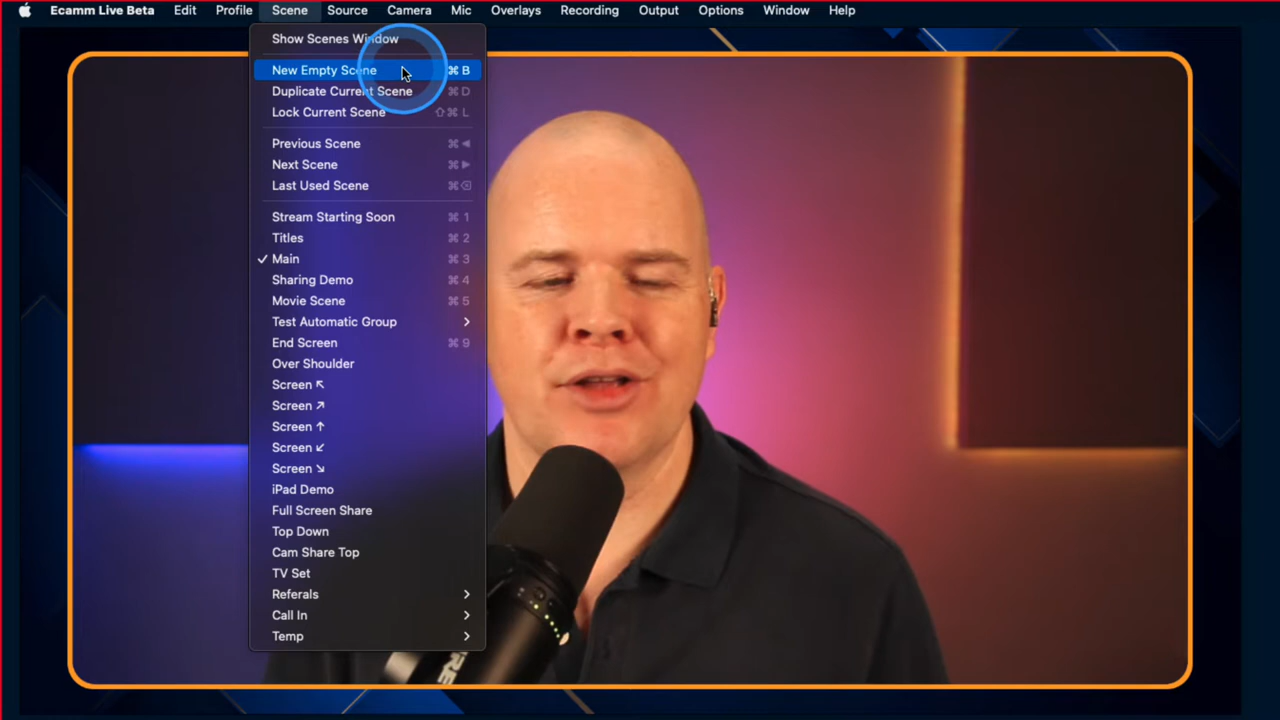 Ecamm Live Beta Edit Profile Scene Source Camera Mic Overlays Recording Output Options Window Help
Show Scenes Window
New Empty Scene ⌘ B
Duplicate Current Scene ⌘ D
Lock Current Scene ⇧⌘ L
Previous Scene ⌘◀
Next Scene ⌘▶
Last Used Scene ⌘⌫
Stream Starting Soon ⌘ 1
Titles ⌘ 2
✓ Main ⌘ 3
Sharing Demo ⌘ 4
Movie Scene ⌘ 5
Test Automatic Group >
End Screen ⌘ 9
Over Shoulder
Screen ↖
Screen ↗
Screen ↑
Screen ↙
Screen ↘
iPad Demo
Full Screen Share
Top Down
Cam Share Top
TV Set
Referals >
Call In >
Temp >